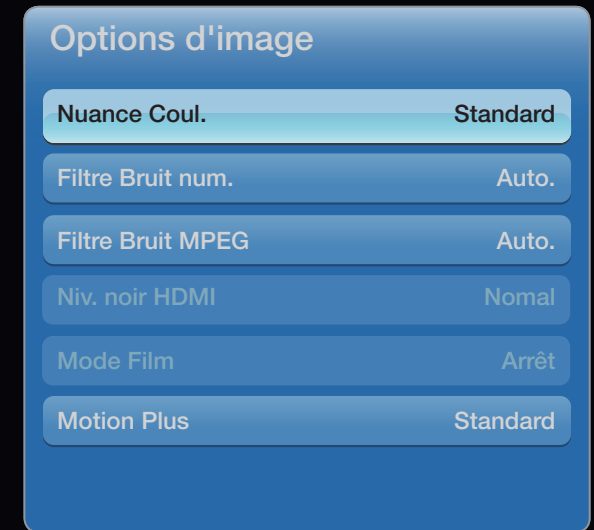 Options d'image
Nuance Coul. Standard
Filtre Bruit num. Auto.
Filtre Bruit MPEG Auto.
Niv. noir HDMI Nomal
Mode Film Arrêt
Motion Plus Standard